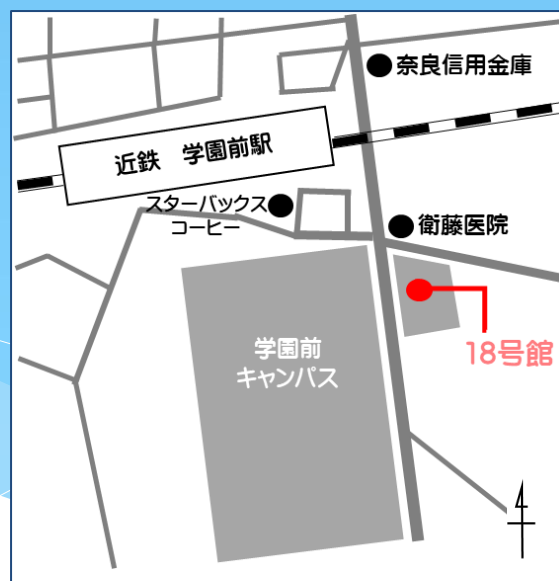 奈良信用金庫
近鉄 学園前駅
スターバックス
コーヒー
衛藤医院
18号館
学園前
キャンパス